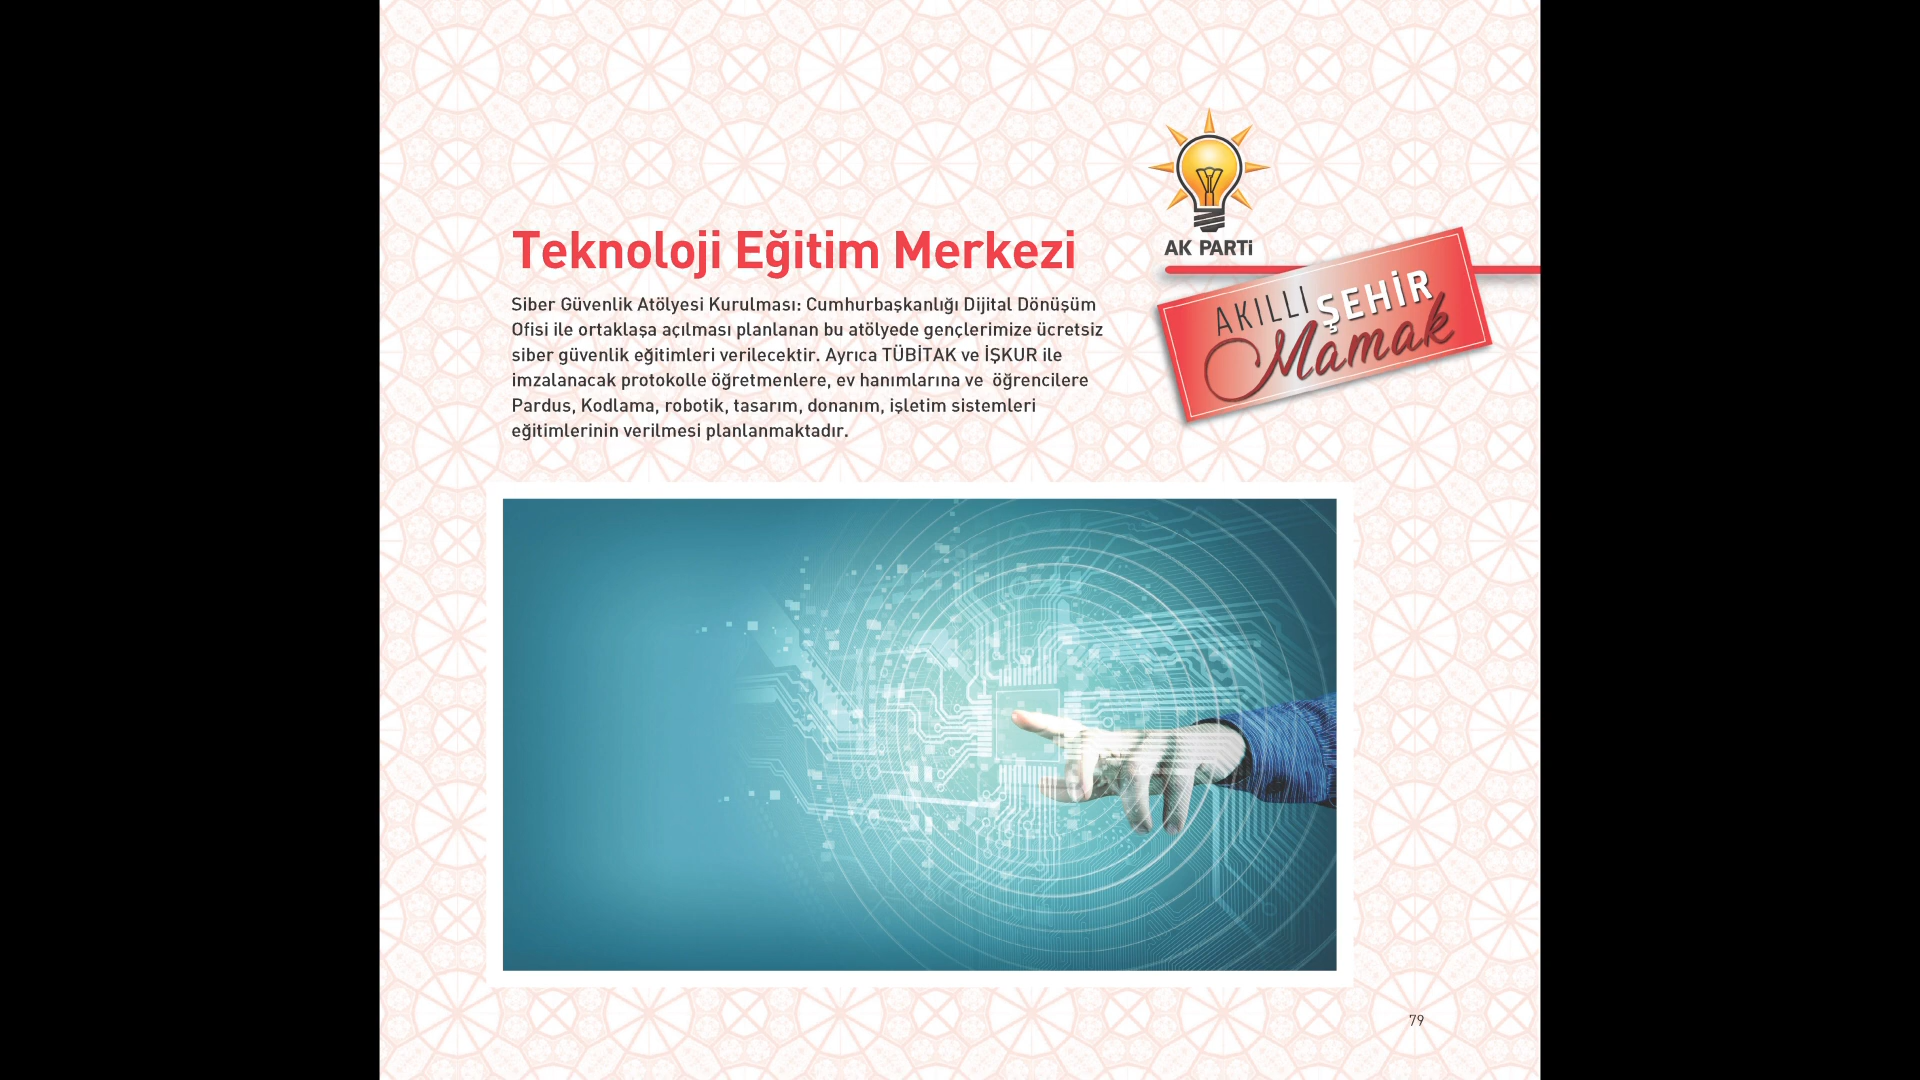 AK PARTi
Teknoloji Eğitim Merkezi
Siber Güvenlik Atölyesi Kurulması: Cumhurbaşkanlığı Dijital Dönüşüm
Ofisi ile ortaklaşa açılması planlanan bu atölyede gençlerimize ücretsiz
siber güvenlik eğitimleri verilecektir. Ayrıca TÜBİTAK ve İŞKUR ile
imzalanacak protokolle öğretmenlere, ev hanımlarına ve  öğrencilere
Pardus, Kodlama, robotik, tasarım, donanım, işletim sistemleri
eğitimlerinin verilmesi planlanmaktadır.
AKILLI ŞEHİR
Mamak
79